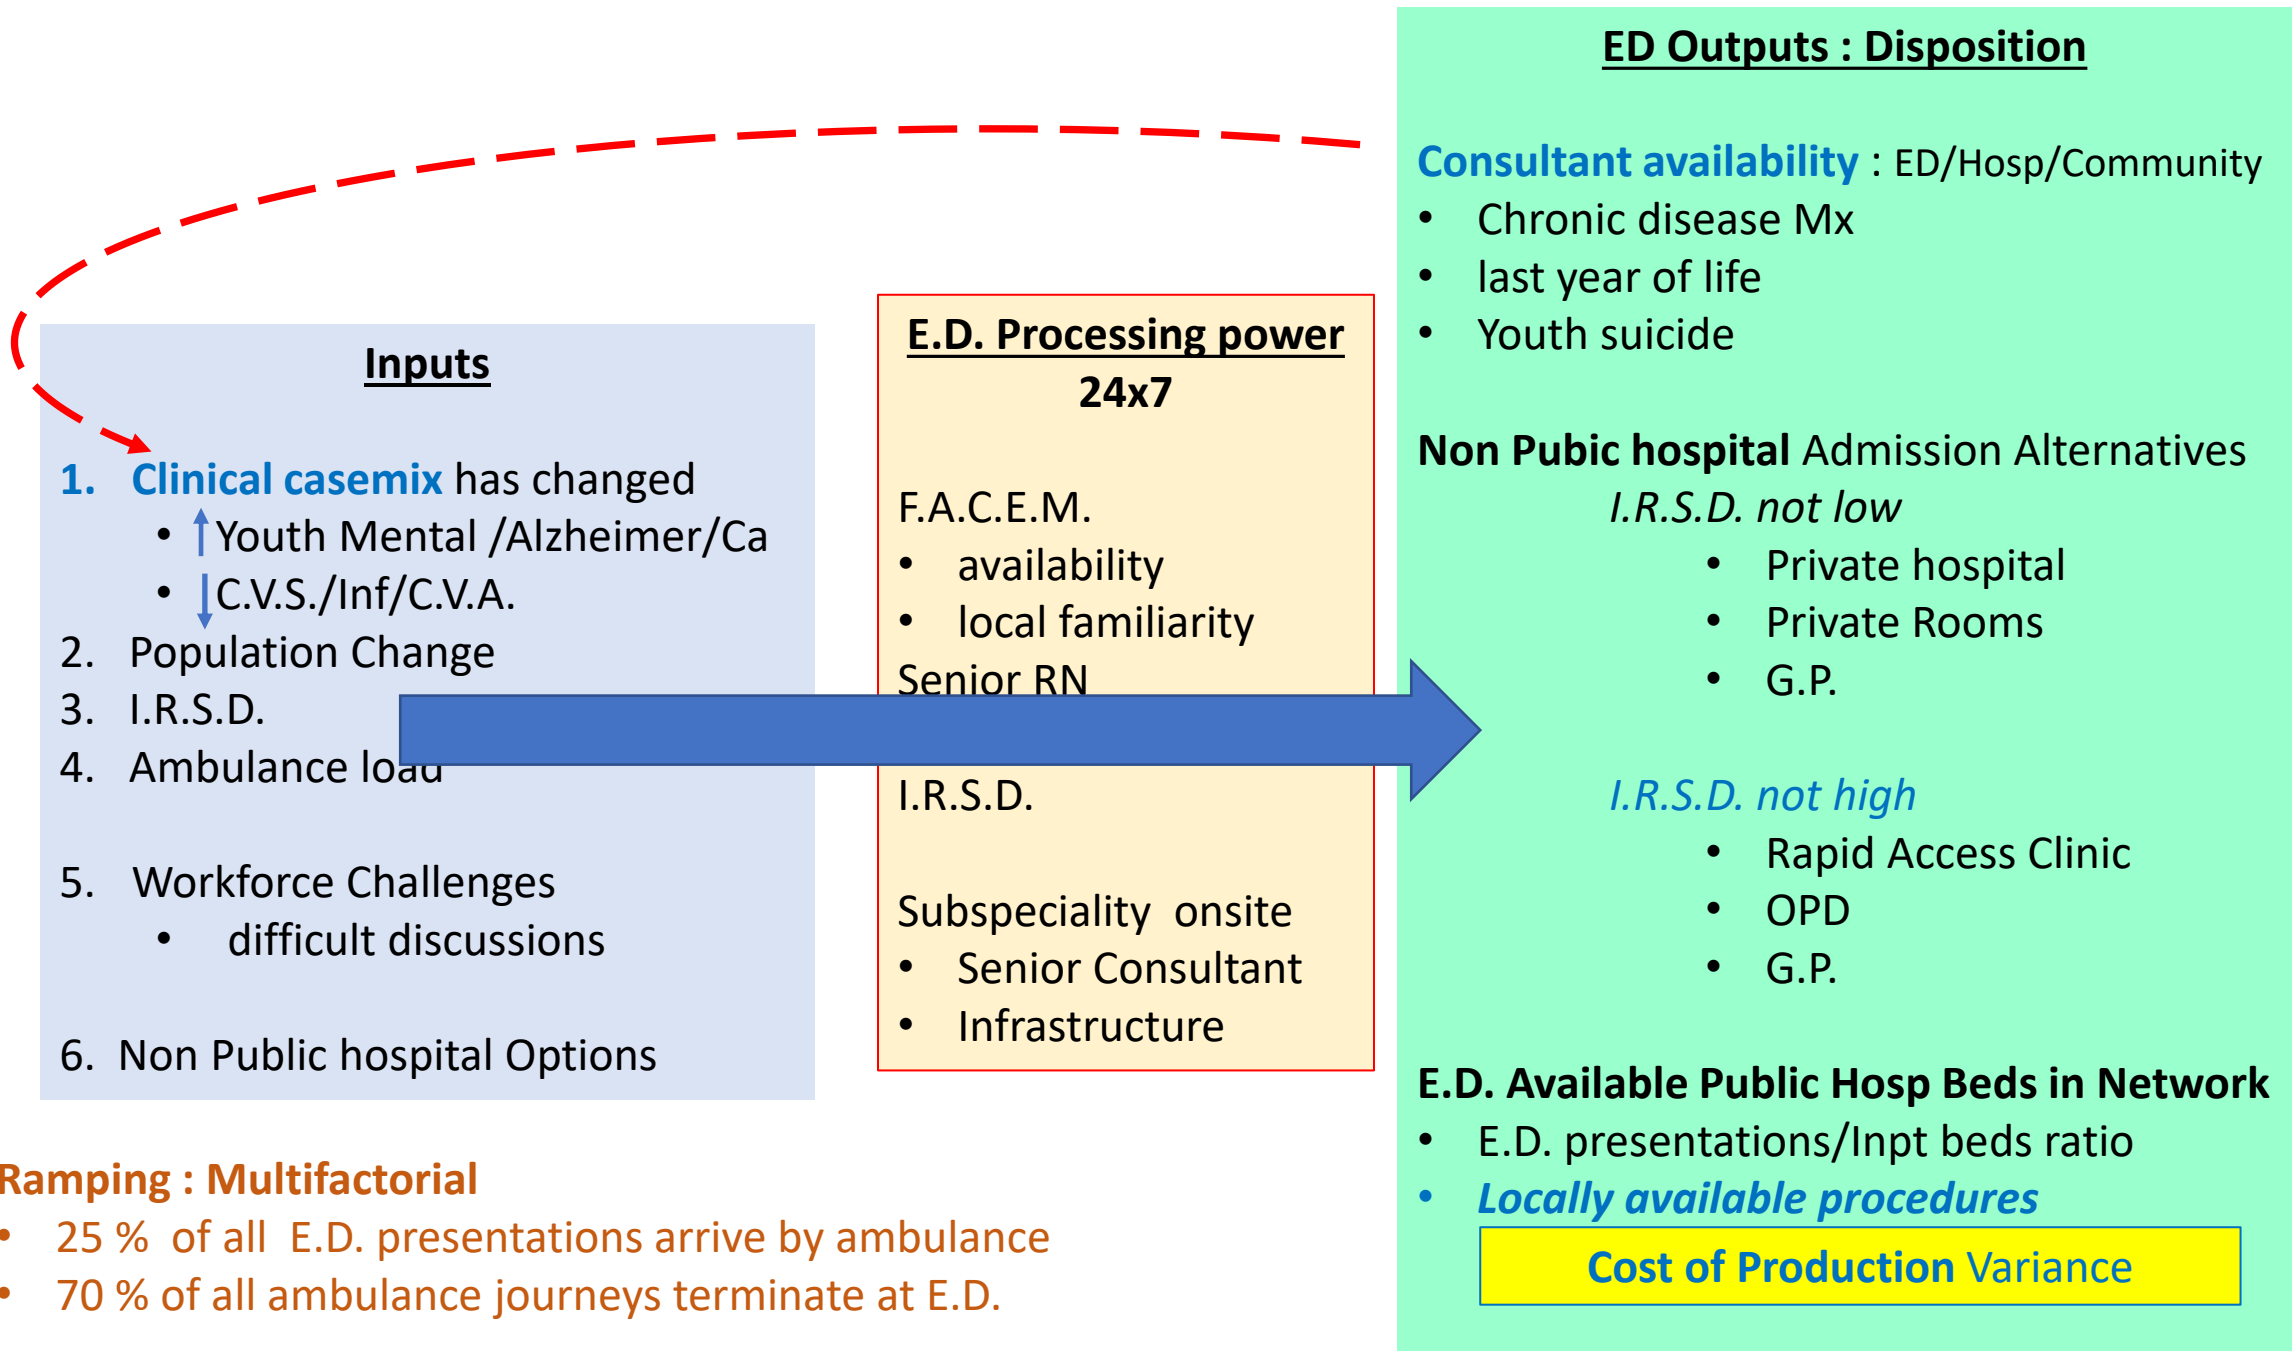 Inputs
1. Clinical casemix has changed
• Youth Mental /Alzheimer/Ca
• C.V.S./Inf/C.V.A.
2. Population Change
3. I.R.S.D.
4. Ambulance load
5. Workforce Challenges
• difficult discussions
6. Non Public hospital Options
Ramping : Multifactorial
• 25 % of all E.D. presentations arrive by ambulance
• 70 % of all ambulance journeys terminate at E.D.
E.D. Processing power
24x7
F.A.C.E.M.
• availability
• local familiarity
Senior RN
I.R.S.D.
Subspeciality onsite
• Senior Consultant
• Infrastructure
ED Outputs : Disposition
Consultant availability : ED/Hosp/Community
• Chronic disease Mx
• last year of life
• Youth suicide
Non Pubic hospital Admission Alternatives
I.R.S.D. not low
• Private hospital
• Private Rooms
• G.P.
I.R.S.D. not high
• Rapid Access Clinic
• OPD
• G.P.
E.D. Available Public Hosp Beds in Network
• E.D. presentations/Inpt beds ratio
• Locally available procedures
Cost of Production Variance